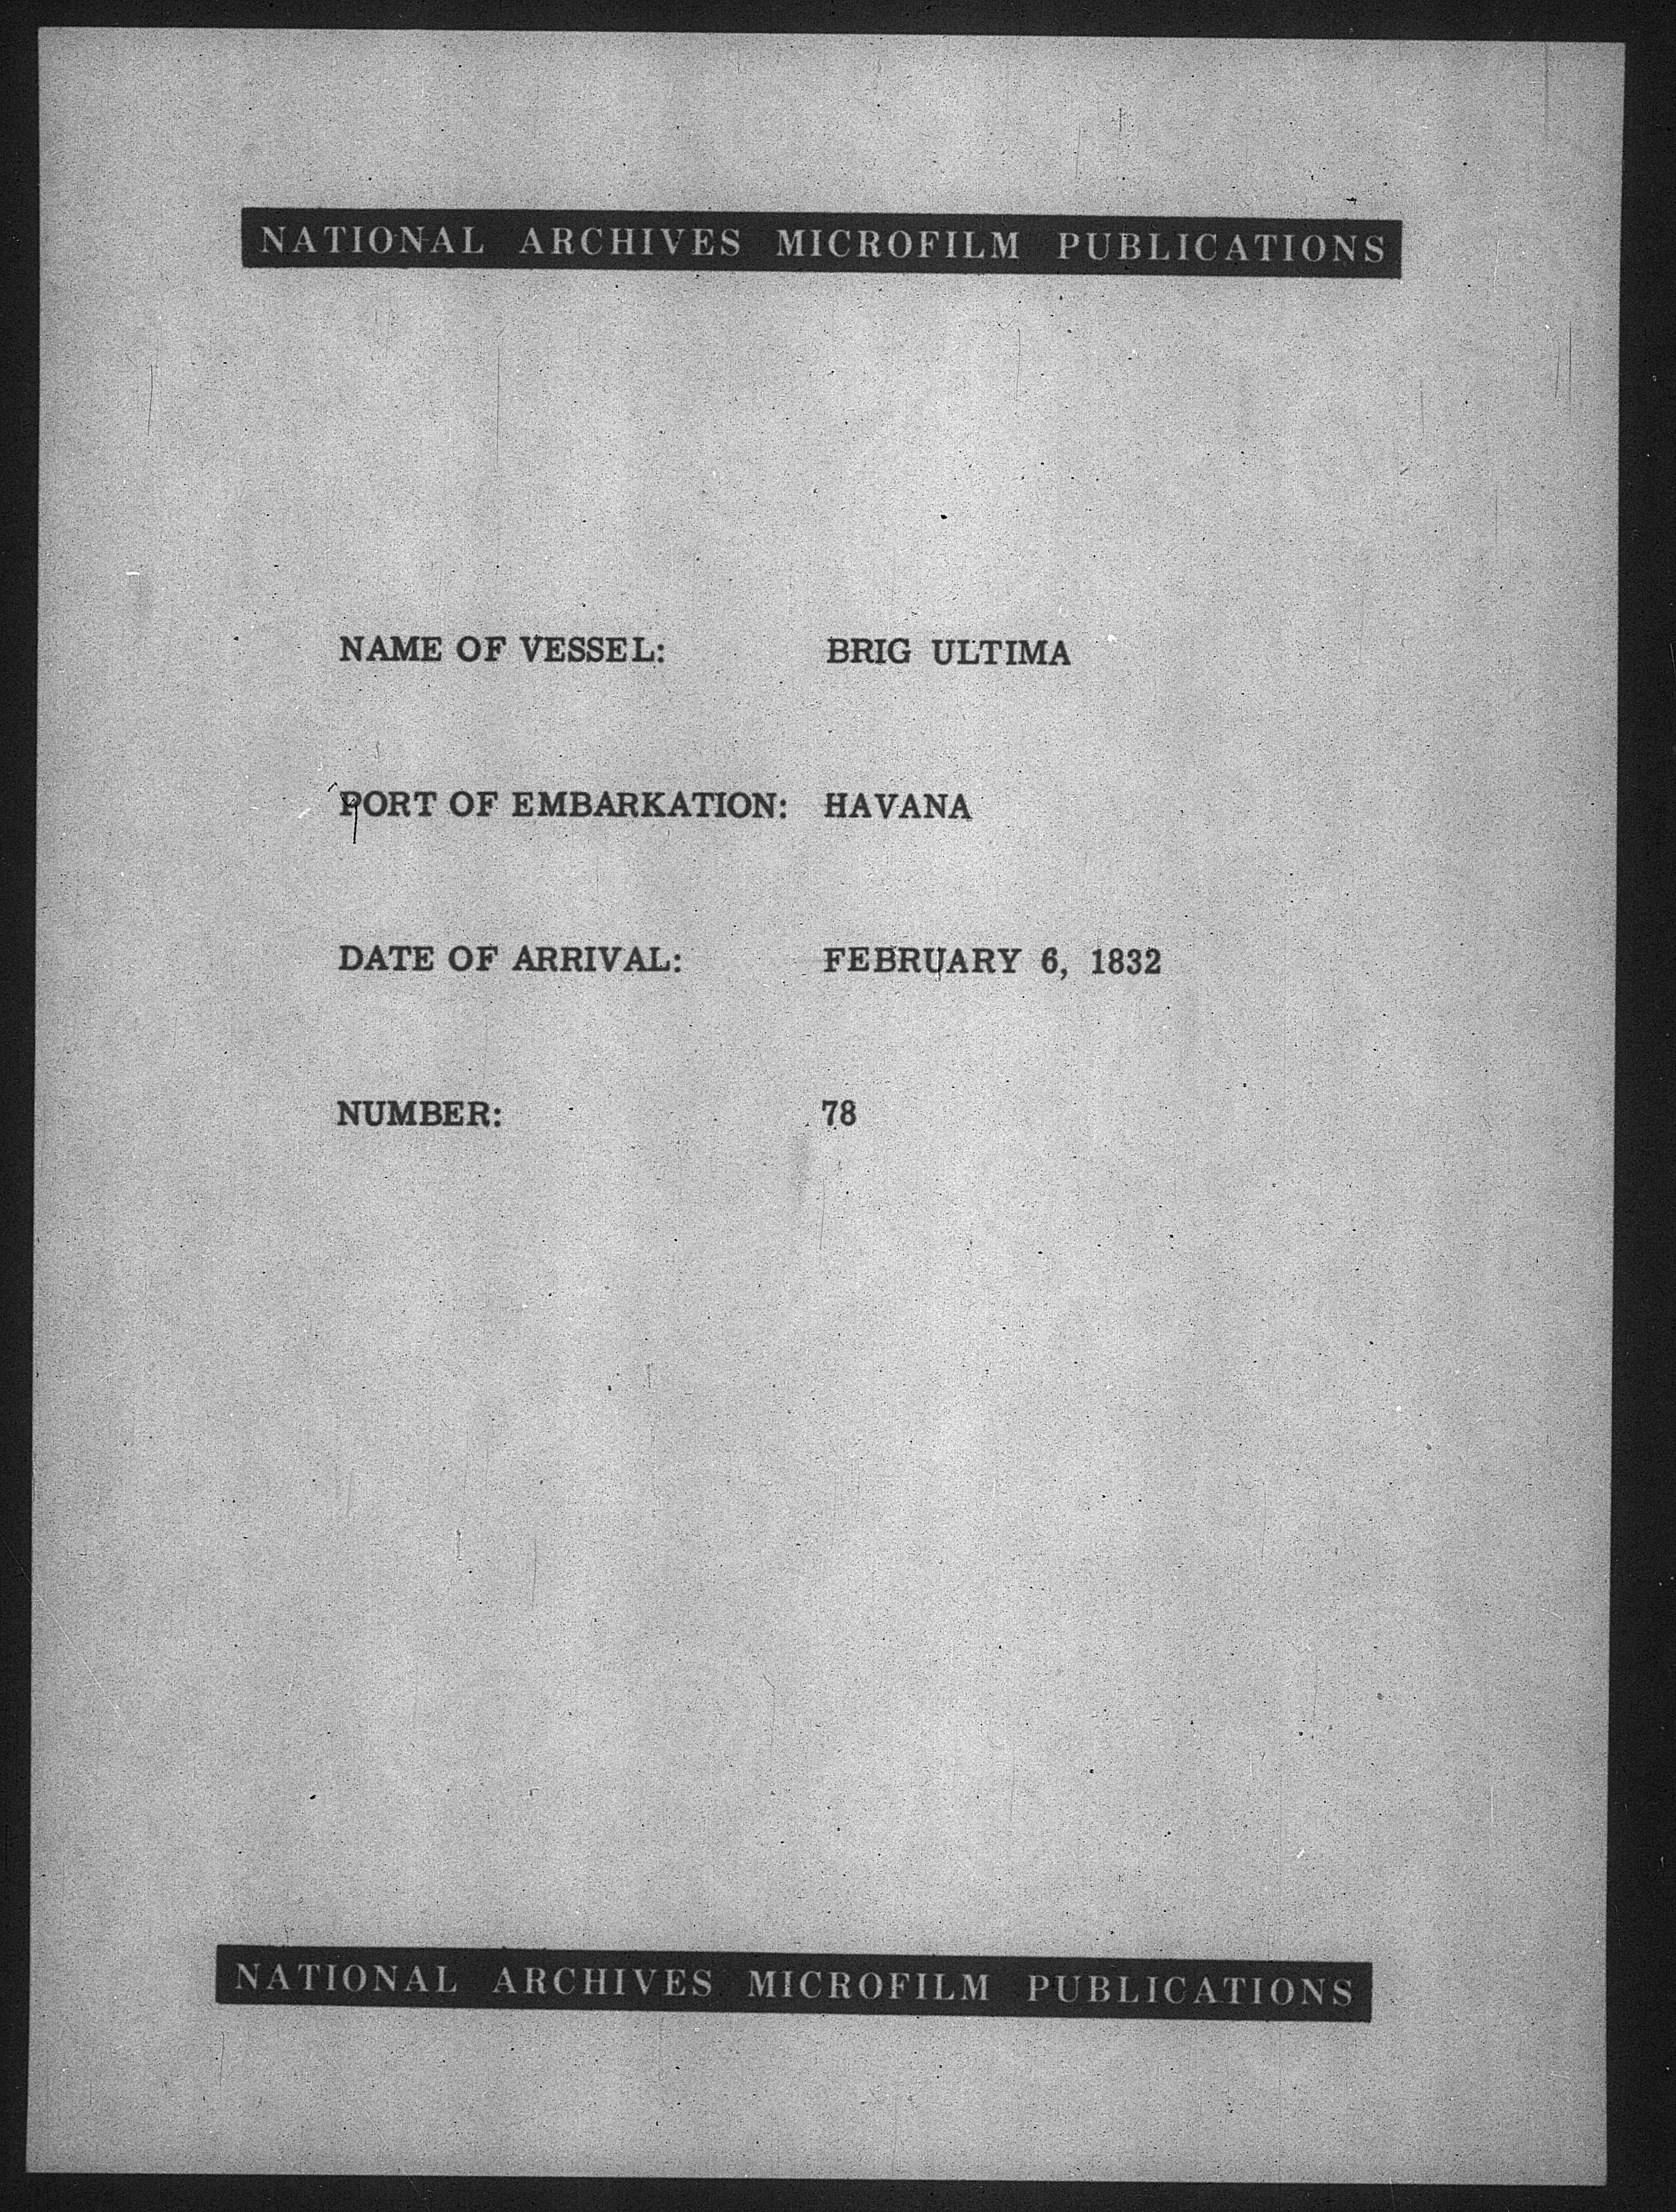 NATIONAL ARCHIVES MICROFILM PUBLICATIONS
NAME OF VESSEL: BRIG ULTIMA
PORT OF EMBARKATION: HAVANA
DATE OF ARRIVAL: FEBRUARY 6, 1832
NUMBER: 78
NATIONAL ARCHIVES MICROFILM PUBLICATIONS